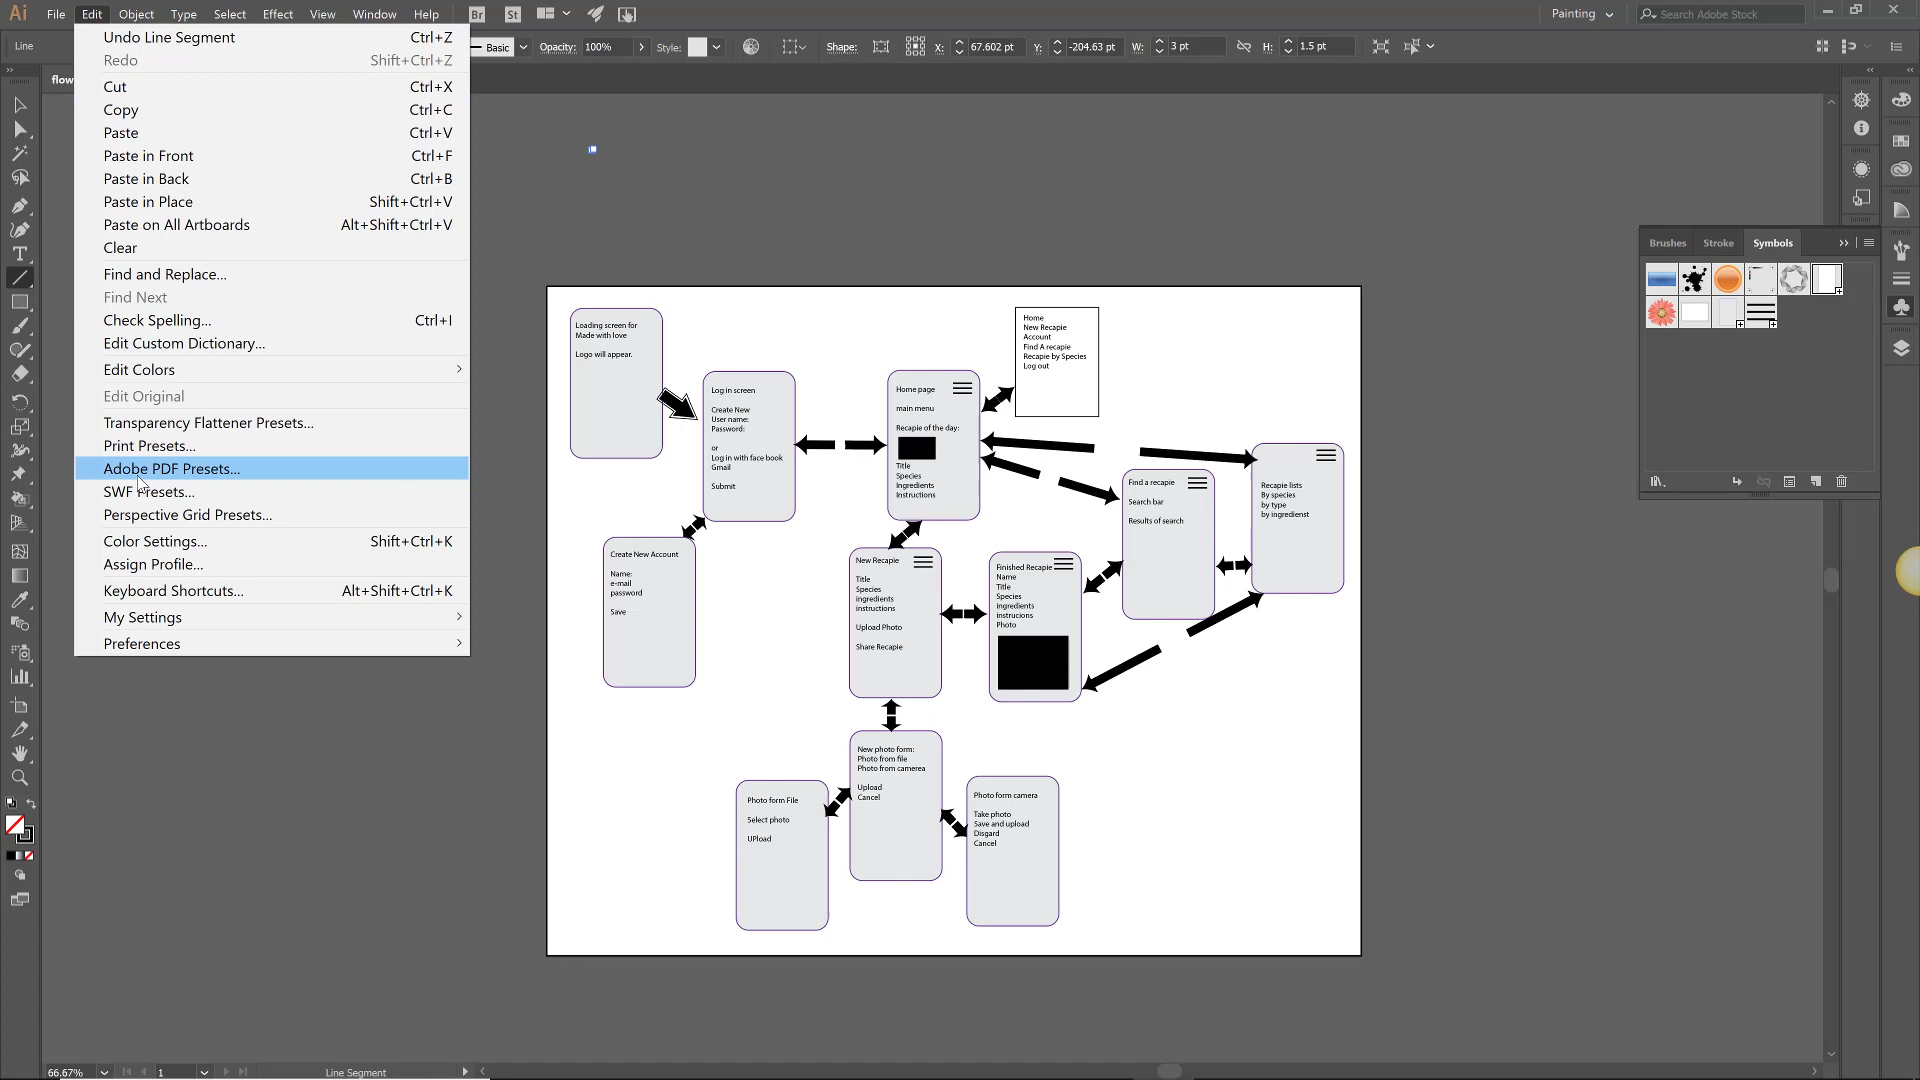 Ai File Edit Object Type Select Effect View Window Help Br St Painting Search Adobe Stock
Line Basic Opacity: 100% Style: Shape: X: 67.602 pt Y: -204.63 pt W: 3 pt H: 1.5 pt
flow
Undo Line Segment Ctrl+Z
Redo Shift+Ctrl+Z
Cut Ctrl+X
Copy Ctrl+C
Paste Ctrl+V
Paste in Front Ctrl+F
Paste in Back Ctrl+B
Paste in Place Shift+Ctrl+V
Paste on All Artboards Alt+Shift+Ctrl+V
Clear
Find and Replace...
Find Next
Check Spelling... Ctrl+I
Edit Custom Dictionary...
Edit Colors
Edit Original
Transparency Flattener Presets...
Print Presets...
Adobe PDF Presets...
SWF Presets...
Perspective Grid Presets...
Color Settings... Shift+Ctrl+K
Assign Profile...
Keyboard Shortcuts... Alt+Shift+Ctrl+K
My Settings
Preferences
Loading screen for
Made with love
Logo will appear.
Log in screen
Create New
User name:
Password:
or
Log in with face book
Gmail
Submit
Create New Account
Name:
e-mail
password
Save
Home page
main menu
Recapie of the day:
Title
Species
Ingredients
Instructions
Home
New Recapie
Account
Find A recapie
Recapie by Species
Log out
New Recapie
Title
Species
ingredients
instructions
Upload Photo
Share Recapie
Finished Recapie
Name
Title
Species
ingredients
instrucions
Photo
Find a recapie
Search bar
Results of search
Recapie lists
By species
by type
by ingredienst
New photo form:
Photo from file
Photo from camerea
Upload
Cancel
Photo form File
Select photo
UPload
Photo form camera
Take photo
Save and upload
Disgard
Cancel
Brushes Stroke Symbols
66.67% 1 Line Segment